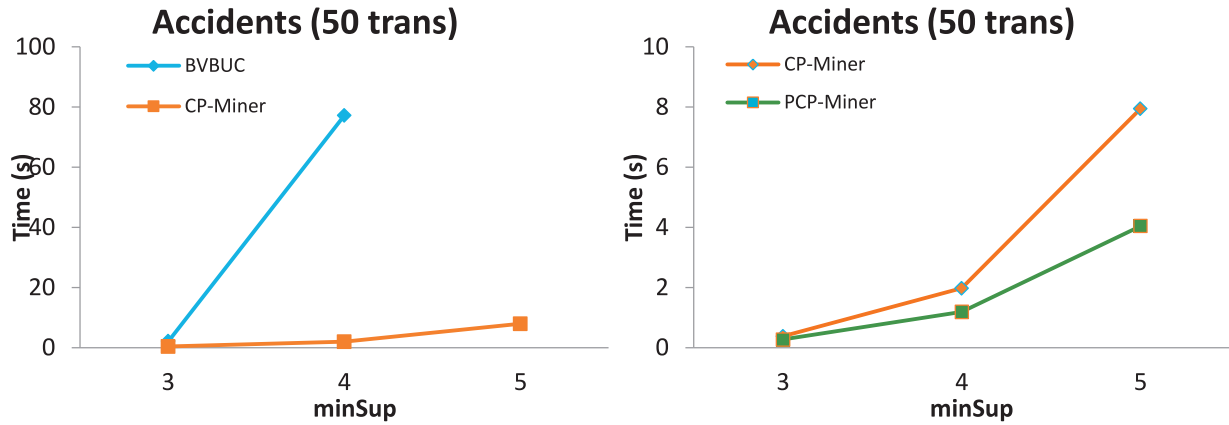 Accidents (50 trans)
100
80
60
40
20
0
Time (s)
BVBUC
CP-Miner
3
4
5
minSup
Accidents (50 trans)
10
8
6
4
2
0
Time (s)
CP-Miner
PCP-Miner
3
4
5
minSup